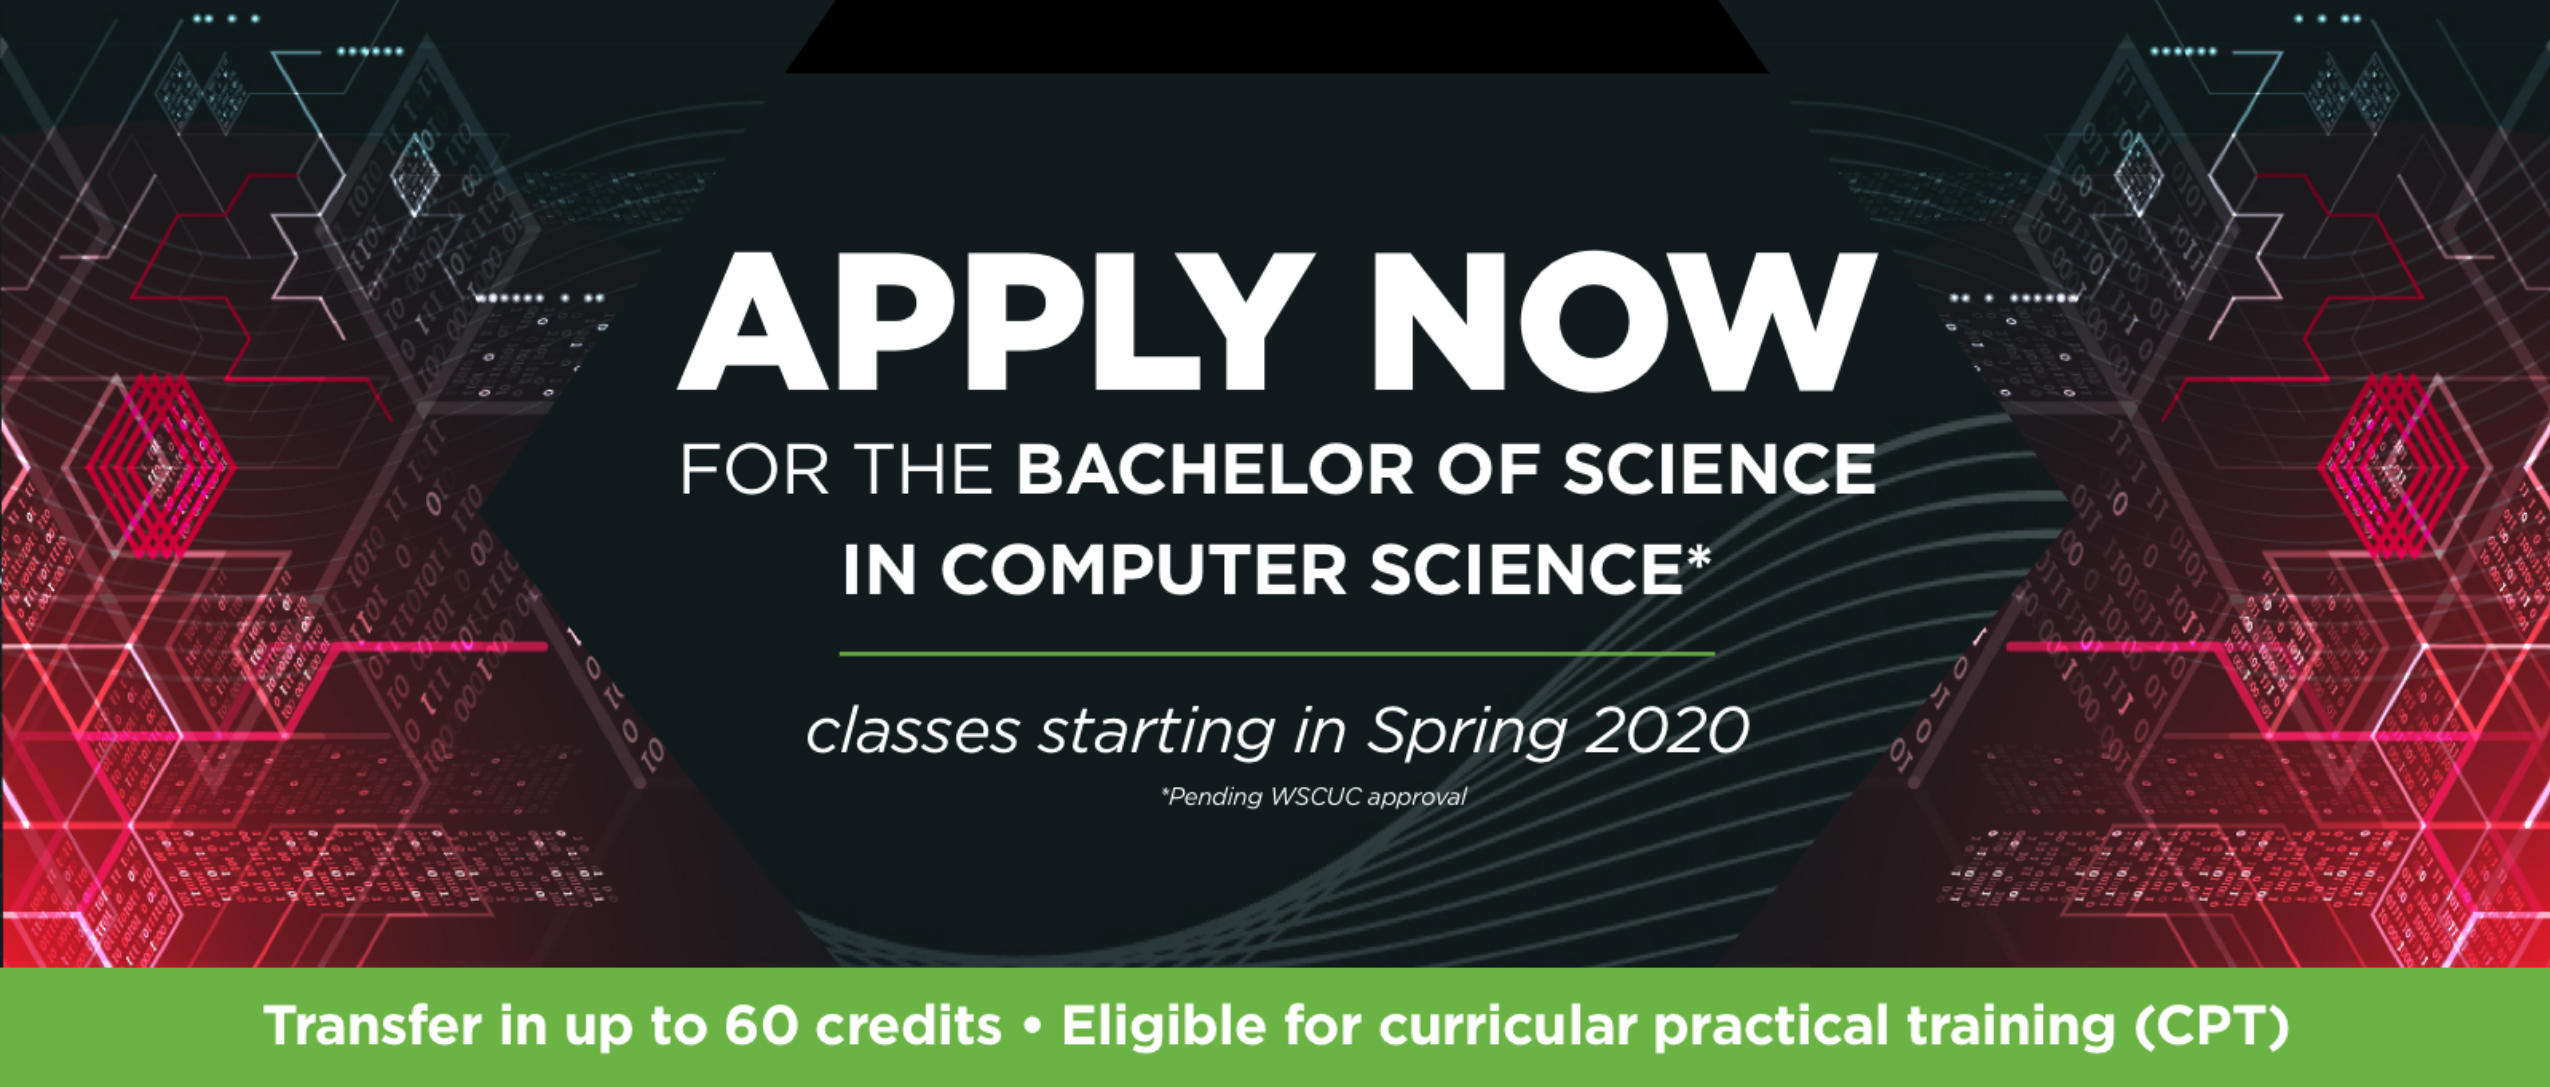 APPLY NOW
FOR THE BACHELOR OF SCIENCE
IN COMPUTER SCIENCE*
classes starting in Spring 2020
*Pending WSCUC approval
Transfer in up to 60 credits • Eligible for curricular practical training (CPT)